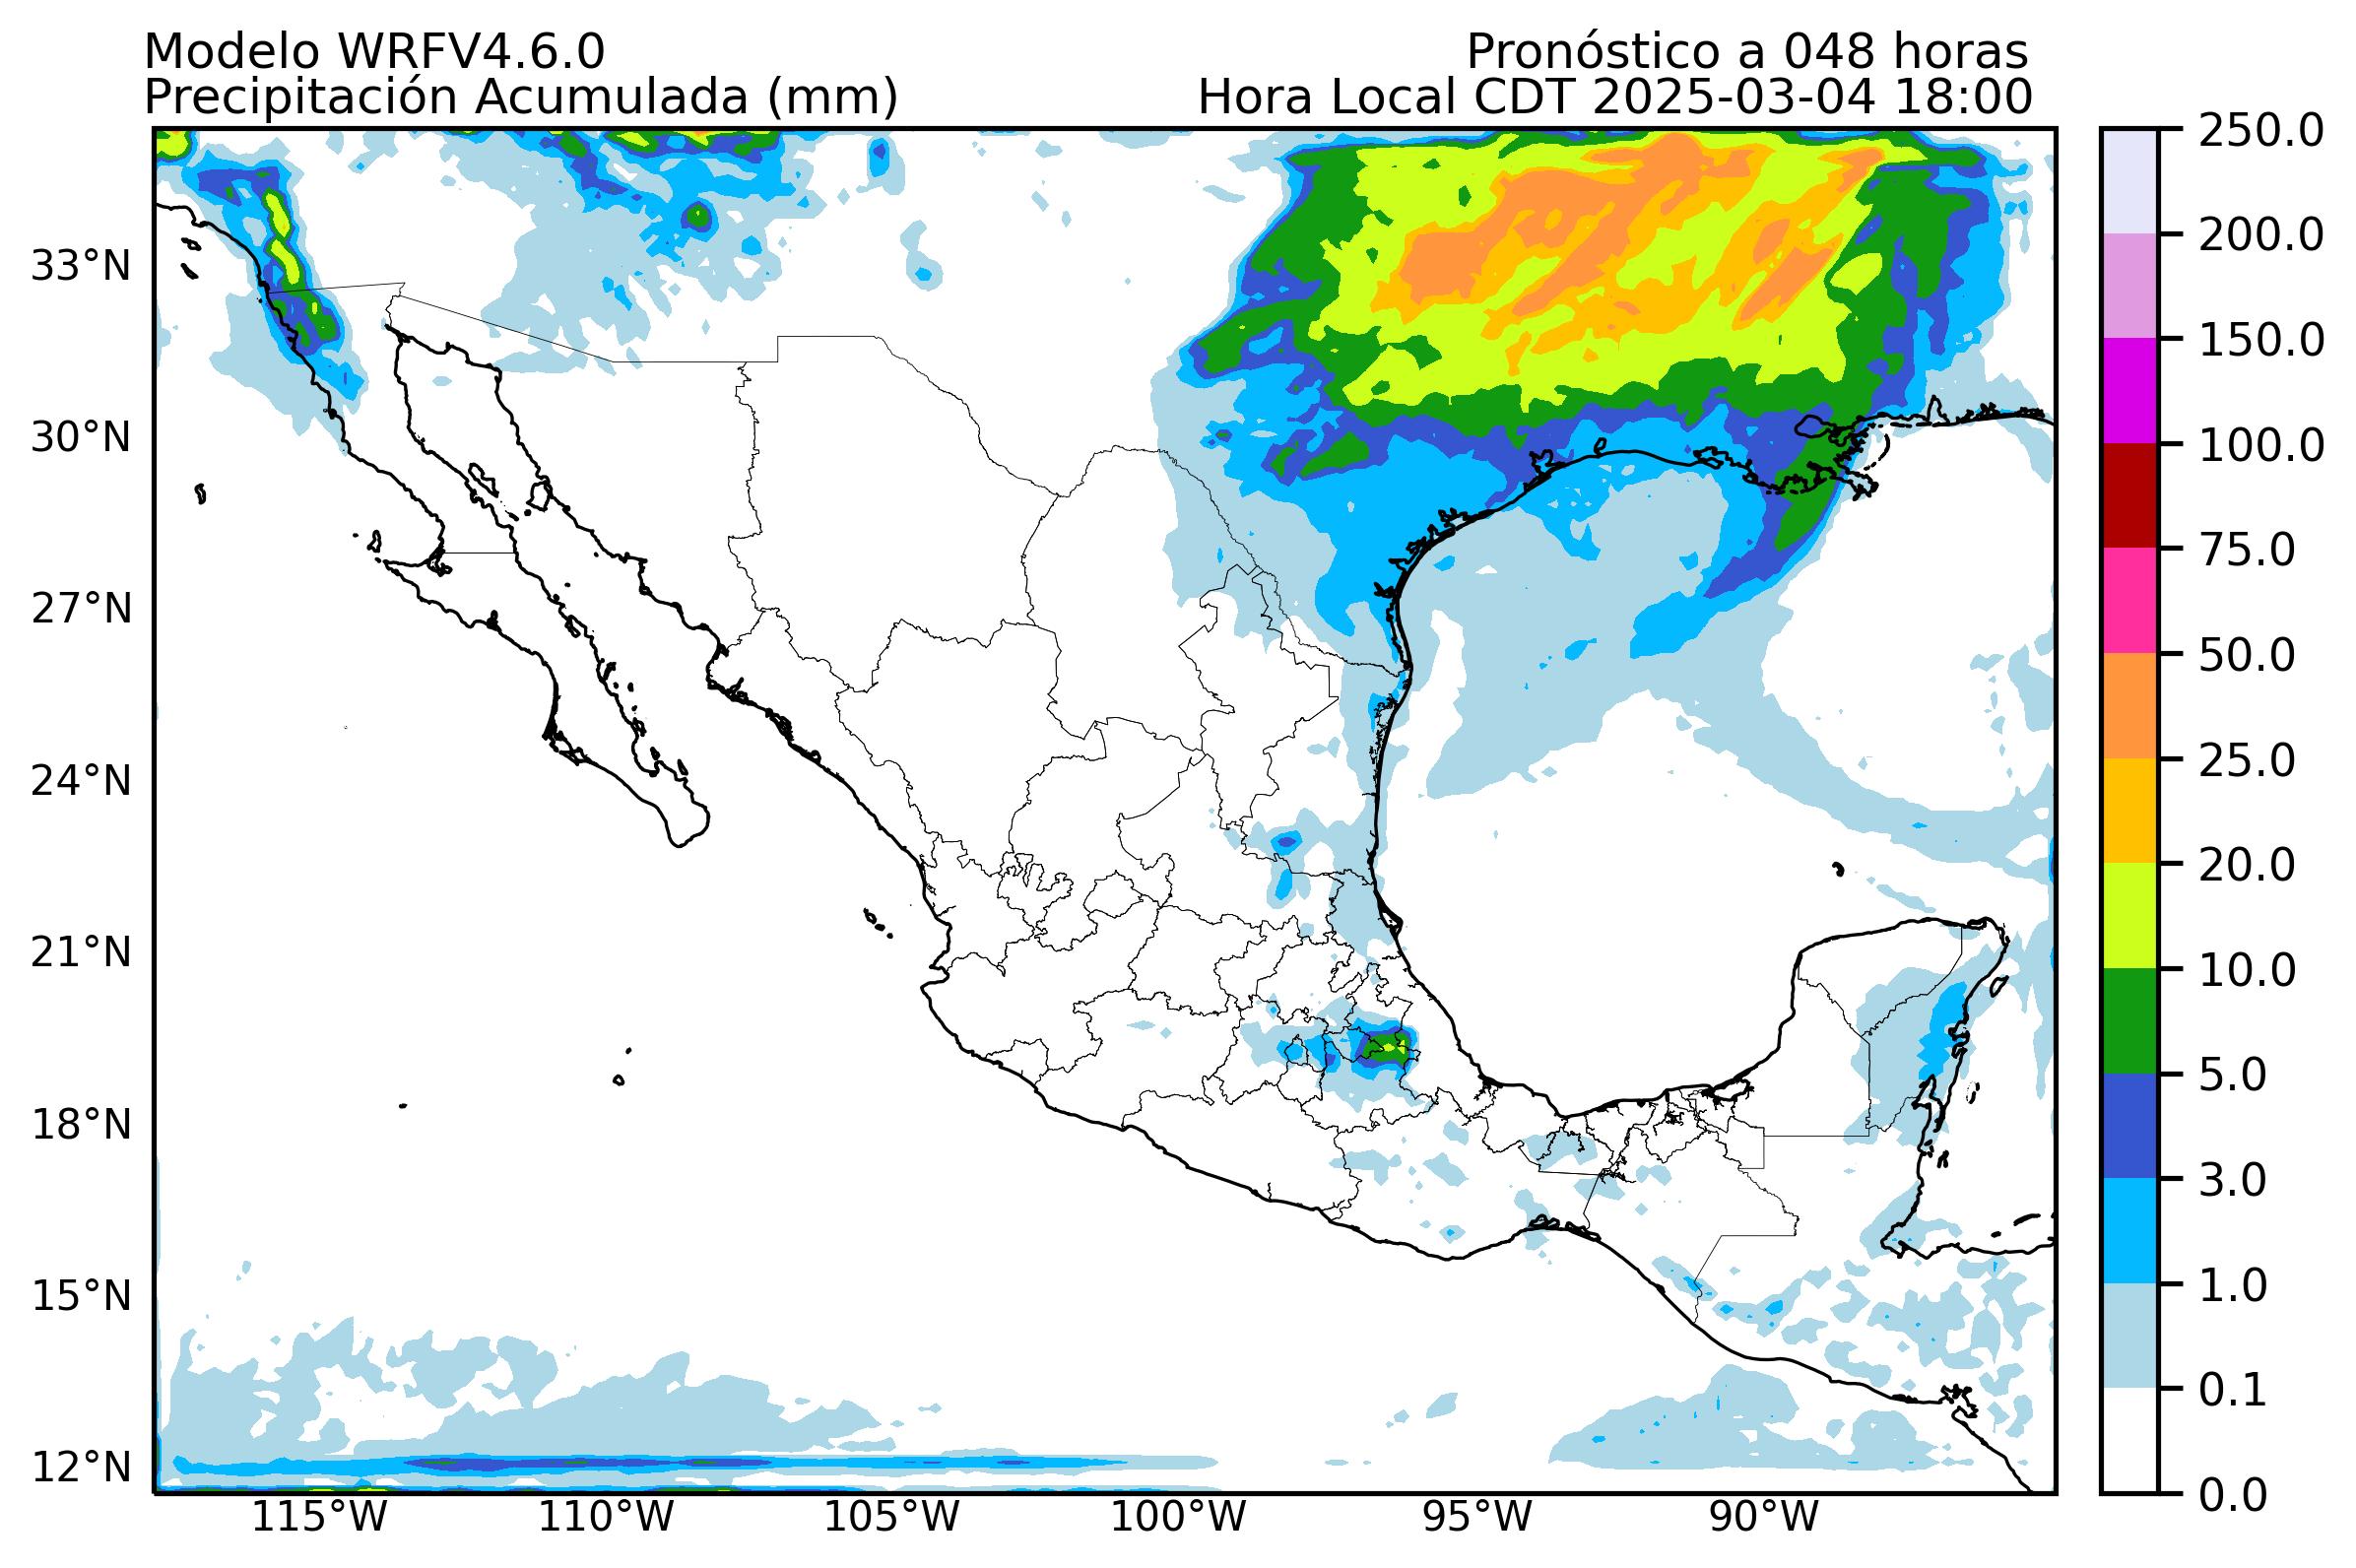 Modelo WRFV4.6.0
Pronóstico a 048 horas
Precipitación Acumulada (mm)
Hora Local CDT 2025-03-04 18:00
33°N
30°N
27°N
24°N
21°N
18°N
15°N
12°N
115°W
110°W
105°W
100°W
95°W
90°W
250.0
200.0
150.0
100.0
75.0
50.0
25.0
20.0
10.0
5.0
3.0
1.0
0.1
0.0